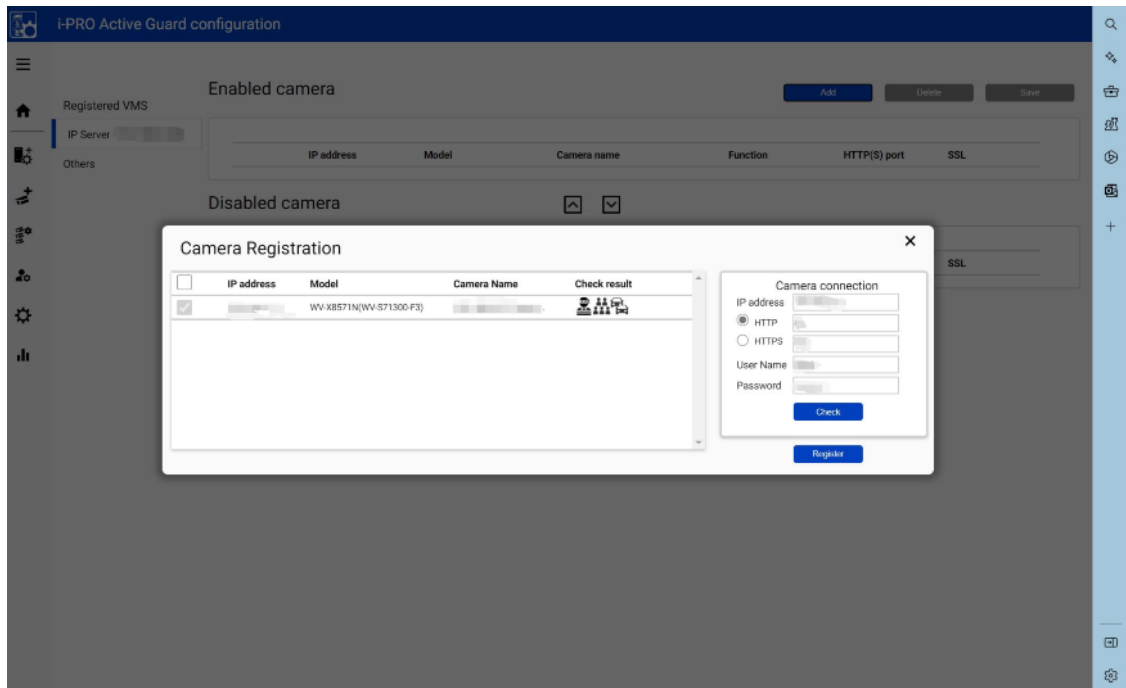 i-PRO Active Guard configuration
Registered VMS
IP Server
Others
Enabled camera
Add Delete Save
IP address Model Camera name Function HTTP(S) port SSL
Disabled camera
SSL
Camera Registration
IP address Model Camera Name Check result
WV-X8571N(WV-S71300-F3)
Camera connection
IP address
HTTP
HTTPS
User Name
Password
Check
Register